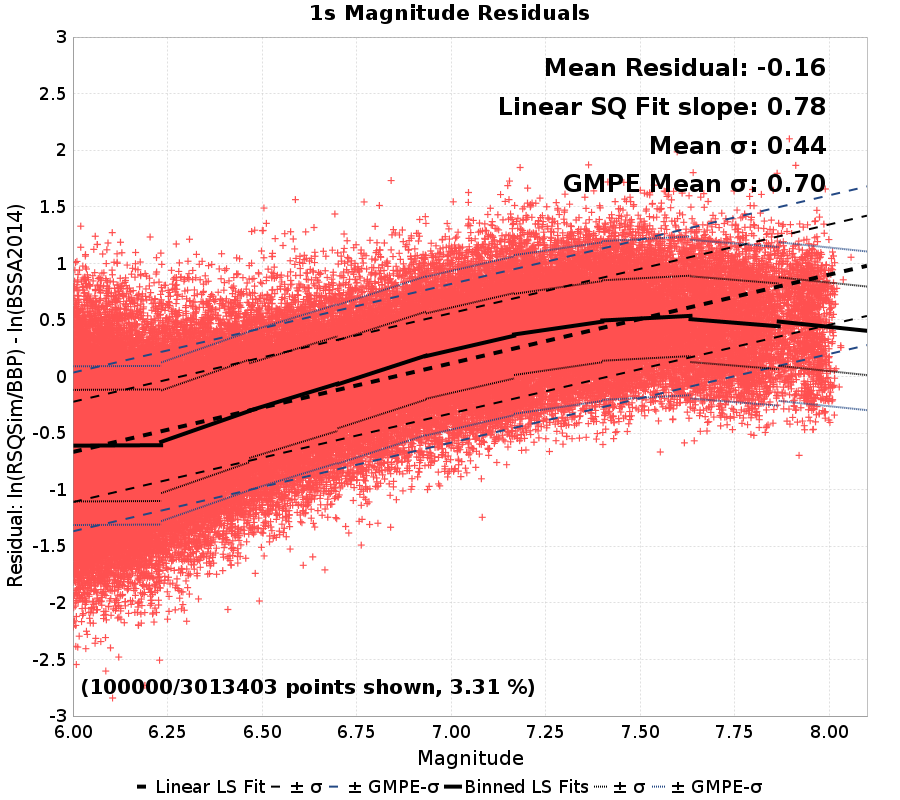 1s Magnitude Residuals
Mean Residual: -0.16
Linear SQ Fit slope: 0.78
Mean σ: 0.44
GMPE Mean σ: 0.70
Residual: ln(RSQSim/BBP) - ln(BSSA2014)
3
2.5
2
1.5
1
0.5
0
-0.5
-1
-1.5
-2
-2.5
-3
(100000/3013403 points shown, 3.31 %)
6.00 6.25 6.50 6.75 7.00 7.25 7.50 7.75 8.00
Magnitude
Linear LS Fit ± σ ± GMPE-σ Binned LS Fits ± σ ± GMPE-σ